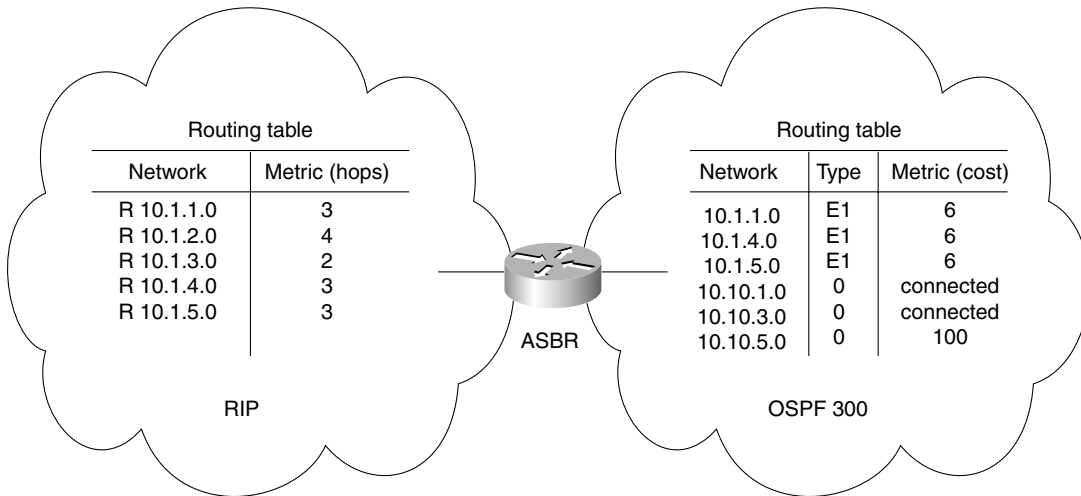 Routing table
Network Metric (hops)
R 10.1.1.0 3
R 10.1.2.0 4
R 10.1.3.0 2
R 10.1.4.0 3
R 10.1.5.0 3
RIP
ASBR
Routing table
Network Type Metric (cost)
10.1.1.0 E1 6
10.1.4.0 E1 6
10.1.5.0 E1 6
10.10.1.0 0 connected
10.10.3.0 0 connected
10.10.5.0 0 100
OSPF 300